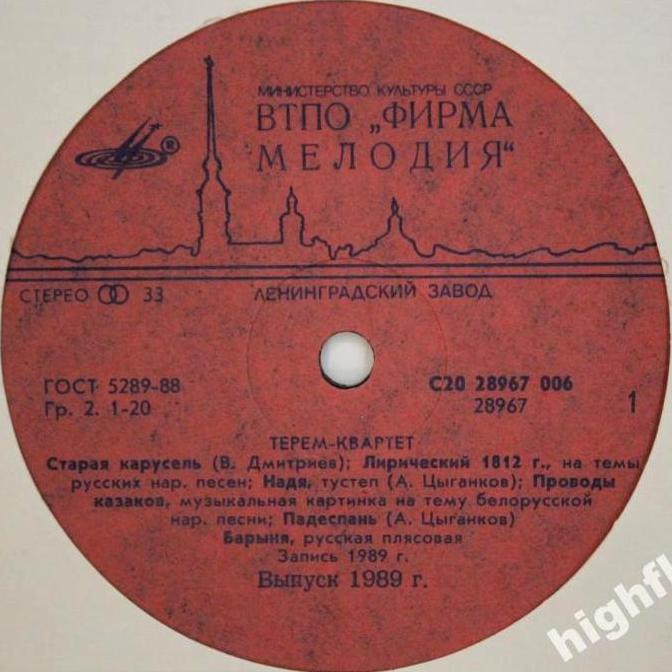 МИНИСТЕРСТВО КУЛЬТУРЫ СССР
ВТПО „ФИРМА
МЕЛОДИЯ“
®
СТЕРЕО 33
ЛЕНИНГРАДСКИЙ ЗАВОД
ГОСТ 5289-88
Гр. 2. 1-20
С20 28967 006
28967
1
ТЕРЕМ-КВАРТЕТ
Старая карусель (В. Дмитриев); Лирический 1812 г., на темы
русских нар. песен; Надя, тустеп (А. Цыганков); Проводы
казаков, музыкальная картинка на тему белорусской
нар. песни; Падеспань (А. Цыганков)
Барыня, русская плясовая
Запись 1989 г.
Выпуск 1989 г.